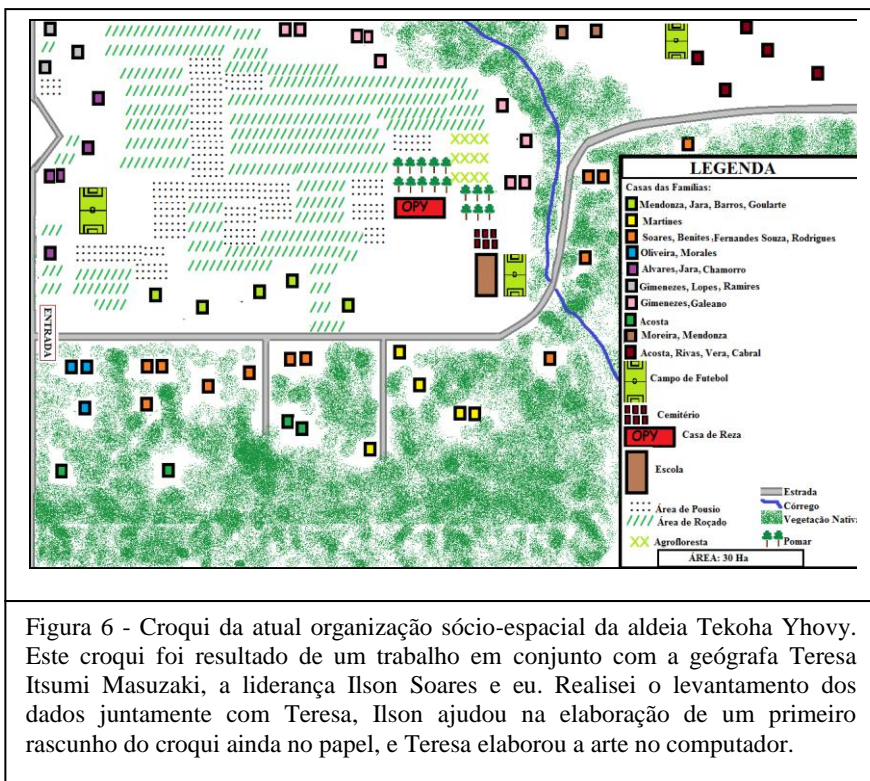 OPY
ENTRADA
LEGENDA
Casas das Famílias:
Mendonza, Jara, Barros, Goularte
Martines
Soares, Benites ,Fernandes Souza, Rodrigues
Oliveira, Morales
Alvares, Jara, Chamorro
Gimenezes, Lopes, Ramires
Gimenezes, Galeano
Acosta
Moreira, Mendonza
Acosta, Rivas, Vera, Cabral
Campo de Futebol
Cemitério
OPY Casa de Reza
Escola
Área de Pousio
Área de Roçado
Agrofloresta
Estrada
Córrego
Vegetação Nativa
Pomar
ÁREA: 30 Ha
Figura 6 - Croqui da atual organização sócio-espacial da aldeia Tekoha Yhovy.
Este croqui foi resultado de um trabalho em conjunto com a geógrafa Teresa
Itsumi Masuzaki, a liderança Ilson Soares e eu. Realisei o levantamento dos
dados juntamente com Teresa, Ilson ajudou na elaboração de um primeiro
rascunho do croqui ainda no papel, e Teresa elaborou a arte no computador.